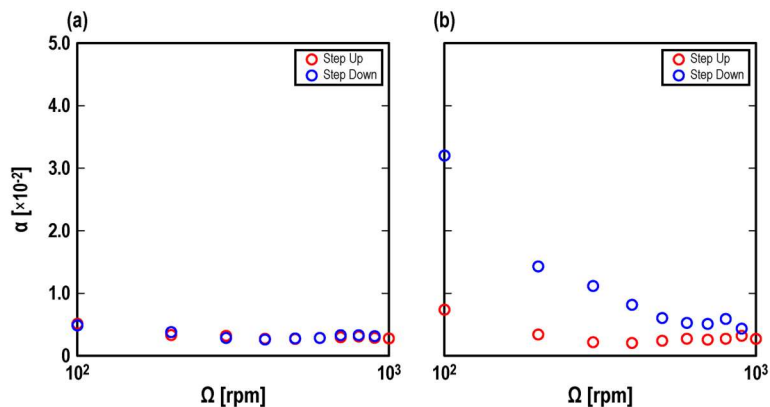 (a)
5.0
4.0
3.0
2.0
1.0
0
α [×10⁻²]
Step Up
Step Down
10²
10³
Ω [rpm]
(b)
Step Up
Step Down
10²
10³
Ω [rpm]